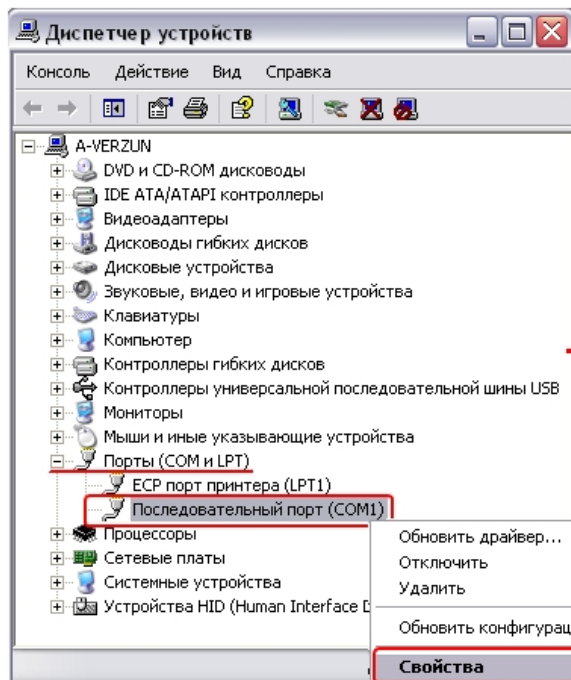 Диспетчер устройств
Консоль Действие Вид Справка
A-VERZUN
DVD и CD-ROM дисководы
IDE ATA/ATAPI контроллеры
Видеоадаптеры
Дисководы гибких дисков
Дисковые устройства
Звуковые, видео и игровые устройства
Клавиатуры
Компьютер
Контроллеры гибких дисков
Контроллеры универсальной последовательной шины USB
Мониторы
Мыши и иные указывающие устройства
Порты (COM и LPT)
ECP порт принтера (LPT1)
Последовательный порт (COM1)
Процессоры
Сетевые платы
Системные устройства
Устройства HID (Human Interface
Обновить драйвер...
Отключить
Удалить
Обновить конфигурац
Свойства